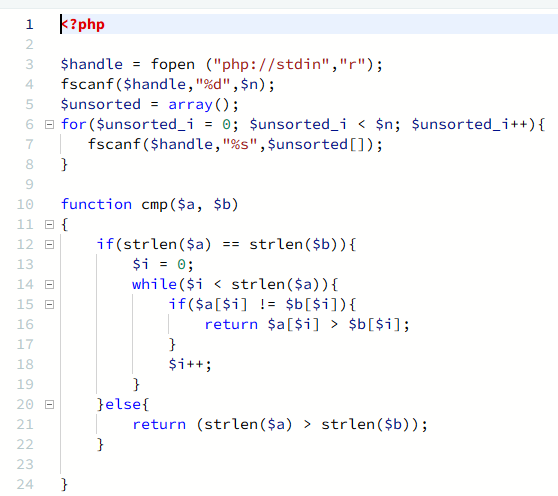 1 <?php
2
3 $handle = fopen ("php://stdin","r");
4 fscanf($handle,"%d",$n);
5 $unsorted = array();
6 for($unsorted_i = 0; $unsorted_i < $n; $unsorted_i++){
7    fscanf($handle,"%s",$unsorted[]);
8 }
9
10 function cmp($a, $b)
11 {
12     if(strlen($a) == strlen($b)){
13         $i = 0;
14         while($i < strlen($a)){
15             if($a[$i] != $b[$i]){
16                 return $a[$i] > $b[$i];
17             }
18             $i++;
19         }
20     }else{
21         return (strlen($a) > strlen($b));
22     }
23
24 }